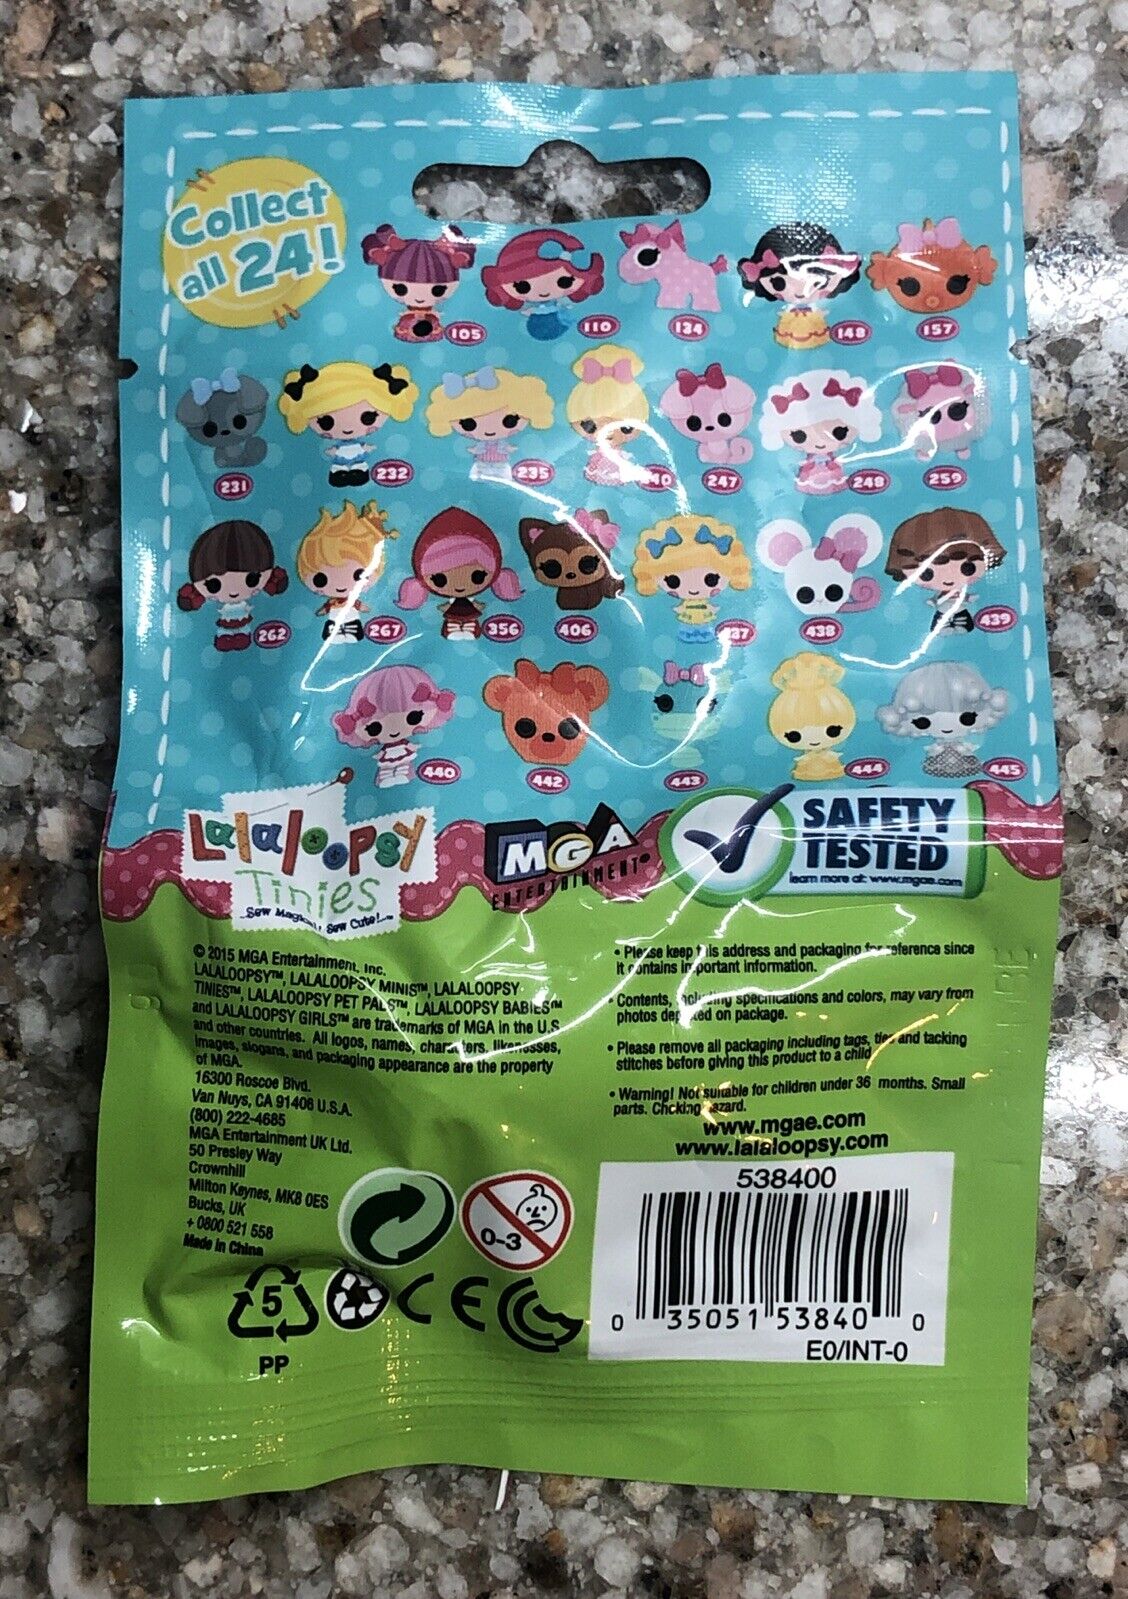 Collect
all 24!
105 110 134 148 157
231 232 235 247 248 259
262 267 356 406 438 439
440 442 443 444 445
Lalaloopsy
Tinies
Sew Cute!
MGA
ENTERTAINMENT
SAFETY
TESTED
learn more at: www.mgae.com
© 2015 MGA Entertainment, Inc.
LALALOOPSY™, LALALOOPSY MINIS™, LALALOOPSY
TINIES™, LALALOOPSY PET PALS™, LALALOOPSY BABIES™
and LALALOOPSY GIRLS™ are trademarks of MGA in the U.S.
and other countries. All logos, names, characters, likenesses,
images, slogans, and packaging appearance are the property
of MGA.
16300 Roscoe Blvd.
Van Nuys, CA 91406 U.S.A.
(800) 222-4685
MGA Entertainment UK Ltd.
50 Presley Way
Crownhill
Milton Keynes, MK8 0ES
Bucks, UK
+ 0800 521 558
Made in China
• Please keep this address and packaging for reference since
it contains important information.
• Contents, including specifications and colors, may vary from
photos depicted on package.
• Please remove all packaging including tags, ties and tacking
stitches before giving this product to a child.
• Warning! Not suitable for children under 36 months. Small
parts. Choking hazard.
www.mgae.com
www.lalaloopsy.com
0-3
5
PP
CE
538400
0 35051 53840 0
E0/INT-0